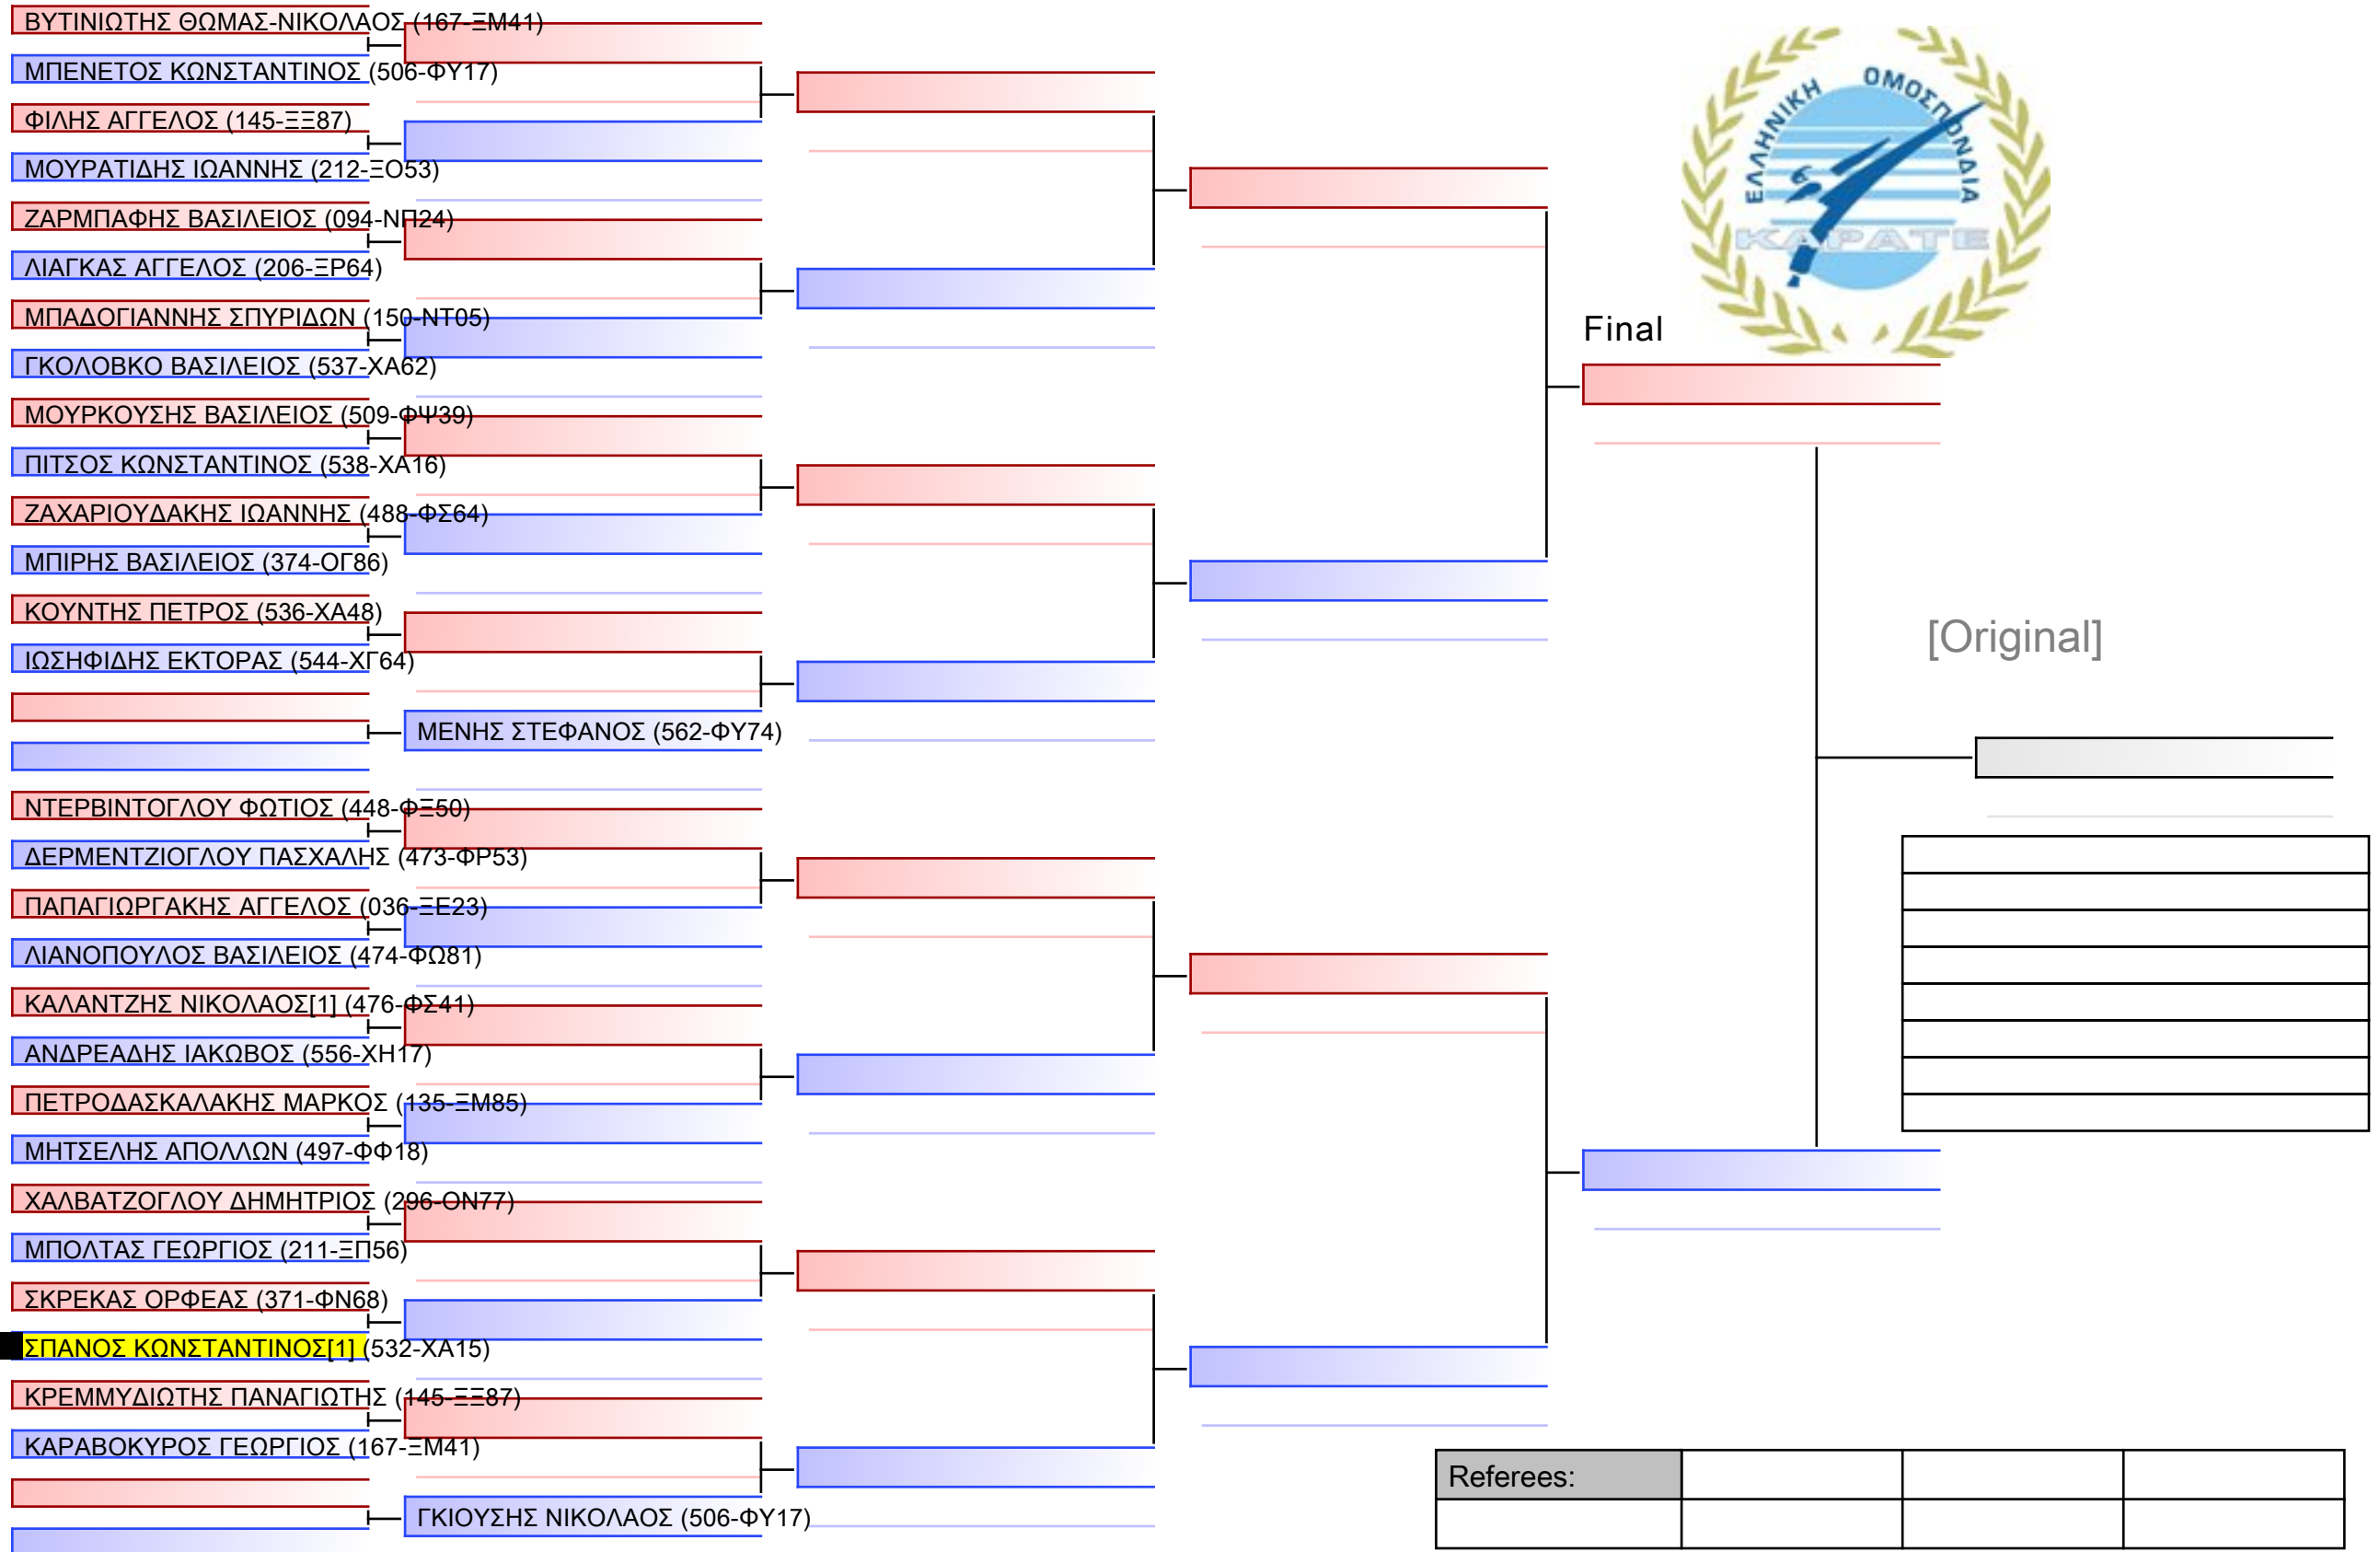 ΒΥΤΙΝΙΩΤΗΣ ΘΩΜΑΣ-ΝΙΚΟΛΑΟΣ (167-ΞΜ41)
ΜΠΕΝΕΤΟΣ ΚΩΝΣΤΑΝΤΙΝΟΣ (506-ΦΥ17)
ΦΙΛΗΣ ΑΓΓΕΛΟΣ (145-ΞΞ87)
ΜΟΥΡΑΤΙΔΗΣ ΙΩΑΝΝΗΣ (212-ΞΟ53)
ΖΑΡΜΠΑΦΗΣ ΒΑΣΙΛΕΙΟΣ (094-ΝΠ24)
ΛΙΑΓΚΑΣ ΑΓΓΕΛΟΣ (206-ΞΡ64)
ΜΠΑΔΟΓΙΑΝΝΗΣ ΣΠΥΡΙΔΩΝ (150-ΝΤ05)
ΓΚΟΛΟΒΚΟ ΒΑΣΙΛΕΙΟΣ (537-ΧΑ62)
ΜΟΥΡΚΟΥΣΗΣ ΒΑΣΙΛΕΙΟΣ (509-ΦΨ39)
ΠΙΤΣΟΣ ΚΩΝΣΤΑΝΤΙΝΟΣ (538-ΧΑ16)
ΖΑΧΑΡΙΟΥΔΑΚΗΣ ΙΩΑΝΝΗΣ (488-ΦΣ64)
ΜΠΙΡΗΣ ΒΑΣΙΛΕΙΟΣ (374-ΟΓ86)
ΚΟΥΝΤΗΣ ΠΕΤΡΟΣ (536-ΧΑ48)
ΙΩΣΗΦΙΔΗΣ ΕΚΤΟΡΑΣ (544-ΧΓ64)
ΜΕΝΗΣ ΣΤΕΦΑΝΟΣ (562-ΦΥ74)
ΝΤΕΡΒΙΝΤΟΓΛΟΥ ΦΩΤΙΟΣ (448-ΦΞ50)
ΔΕΡΜΕΝΤΖΙΟΓΛΟΥ ΠΑΣΧΑΛΗΣ (473-ΦΡ53)
ΠΑΠΑΓΙΩΡΓΑΚΗΣ ΑΓΓΕΛΟΣ (036-ΞΕ23)
ΛΙΑΝΟΠΟΥΛΟΣ ΒΑΣΙΛΕΙΟΣ (474-ΦΩ81)
ΚΑΛΑΝΤΖΗΣ ΝΙΚΟΛΑΟΣ[1] (476-ΦΣ41)
ΑΝΔΡΕΑΔΗΣ ΙΑΚΩΒΟΣ (556-ΧΗ17)
ΠΕΤΡΟΔΑΣΚΑΛΑΚΗΣ ΜΑΡΚΟΣ (135-ΞΜ85)
ΜΗΤΣΕΛΗΣ ΑΠΟΛΛΩΝ (497-ΦΦ18)
ΧΑΛΒΑΤΖΟΓΛΟΥ ΔΗΜΗΤΡΙΟΣ (296-ΟΝ77)
ΜΠΟΛΤΑΣ ΓΕΩΡΓΙΟΣ (211-ΞΠ56)
ΣΚΡΕΚΑΣ ΟΡΦΕΑΣ (371-ΦΝ68)
ΣΠΑΝΟΣ ΚΩΝΣΤΑΝΤΙΝΟΣ[1] (532-ΧΑ15)
ΚΡΕΜΜΥΔΙΩΤΗΣ ΠΑΝΑΓΙΩΤΗΣ (145-ΞΞ87)
ΚΑΡΑΒΟΚΥΡΟΣ ΓΕΩΡΓΙΟΣ (167-ΞΜ41)
ΓΚΙΟΥΣΗΣ ΝΙΚΟΛΑΟΣ (506-ΦΥ17)
ΕΛΛΗΝΙΚΗ ΟΜΟΣΠΟΝΔΙΑ
ΚΑΡΑΤΕ
Final
[Original]
Referees: